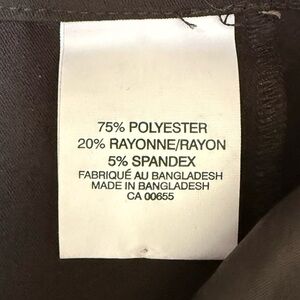 75% POLYESTER
20% RAYONNE/RAYON
5% SPANDEX
FABRIQUÉ AU BANGLADESH
MADE IN BANGLADESH
CA 00655